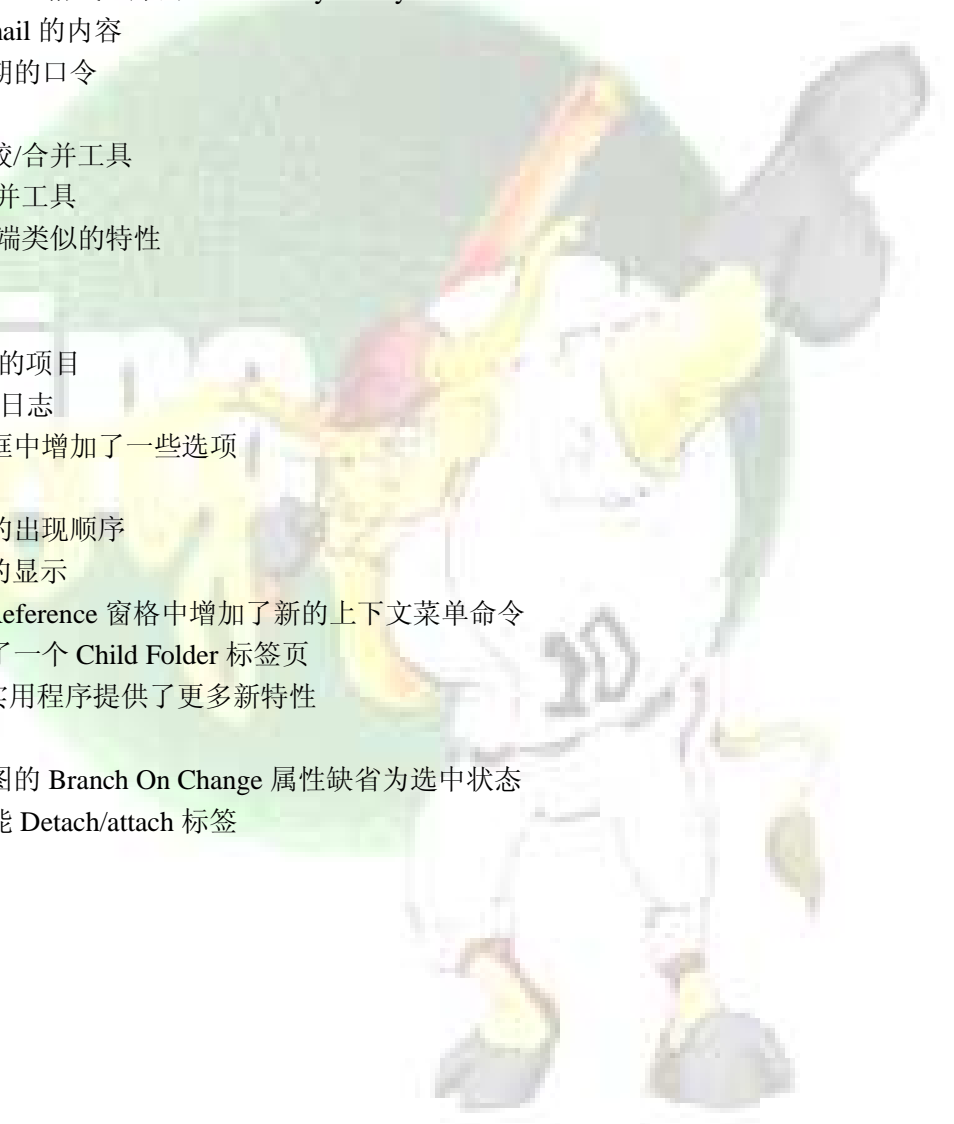 mail 的内容
期的口令
较/合并工具
并工具
端类似的特性
的项目
日志
框中增加了一些选项
的出现顺序
的显示
Reference 窗格中增加了新的上下文菜单命令
了一个 Child Folder 标签页
实用程序提供了更多新特性
图的 Branch On Change 属性缺省为选中状态
能 Detach/attach 标签
10